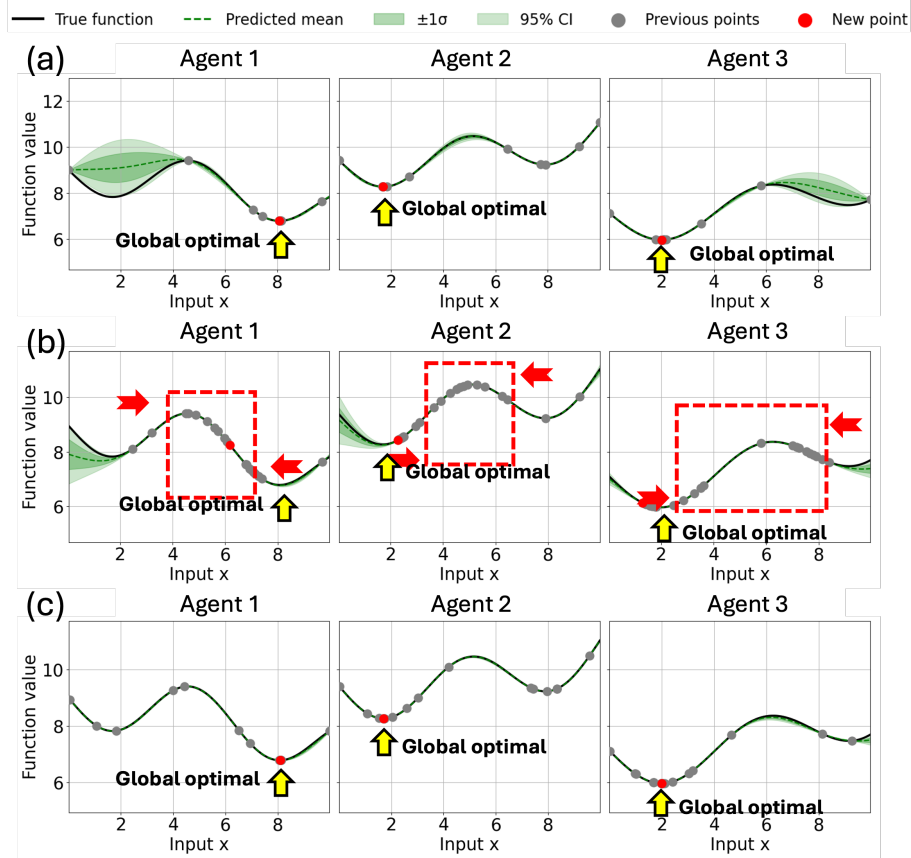 True function Predicted mean ±1σ 95% CI Previous points New point
(a) Agent 1 Agent 2 Agent 3
Function value
12
10
8
6
Global optimal Global optimal Global optimal
2 4 6 8 2 4 6 8 2 4 6 8
Input x Input x Input x
(b) Agent 1 Agent 2 Agent 3
Function value
10
8
6
Global optimal Global optimal Global optimal
2 4 6 8 2 4 6 8 2 4 6 8
Input x Input x Input x
(c) Agent 1 Agent 2 Agent 3
Function value
10
8
6
Global optimal Global optimal Global optimal
2 4 6 8 2 4 6 8 2 4 6 8
Input x Input x Input x